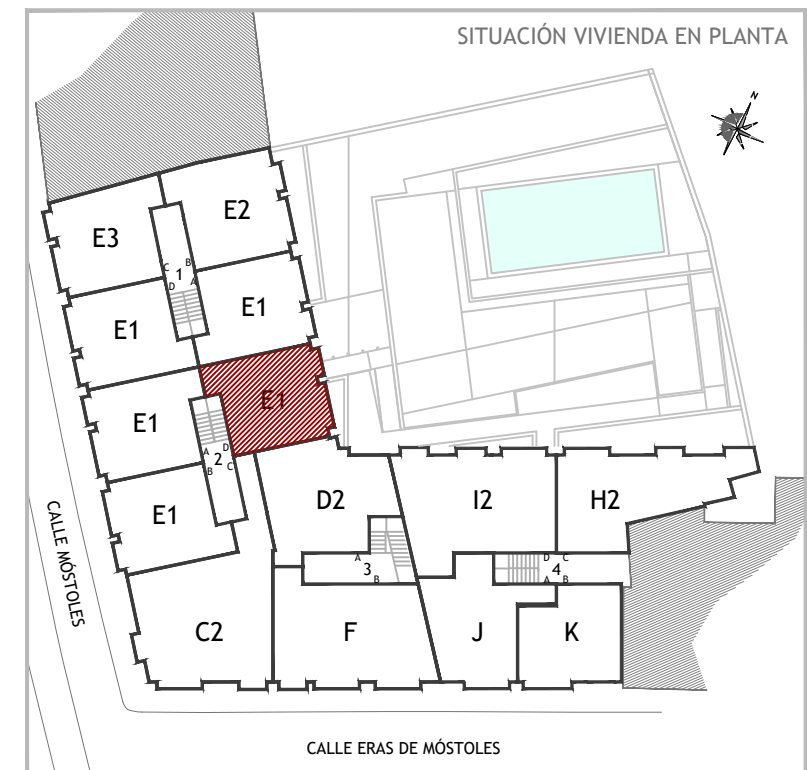 SITUACIÓN VIVIENDA EN PLANTA
N
E3
E2
C B
1
D A
E1
E1
E1
E1
A D
2
B C
E1
D2
I2
H2
A
3
B
D C
4
A B
C2
F
J
K
CALLE MÓSTOLES
CALLE ERAS DE MÓSTOLES